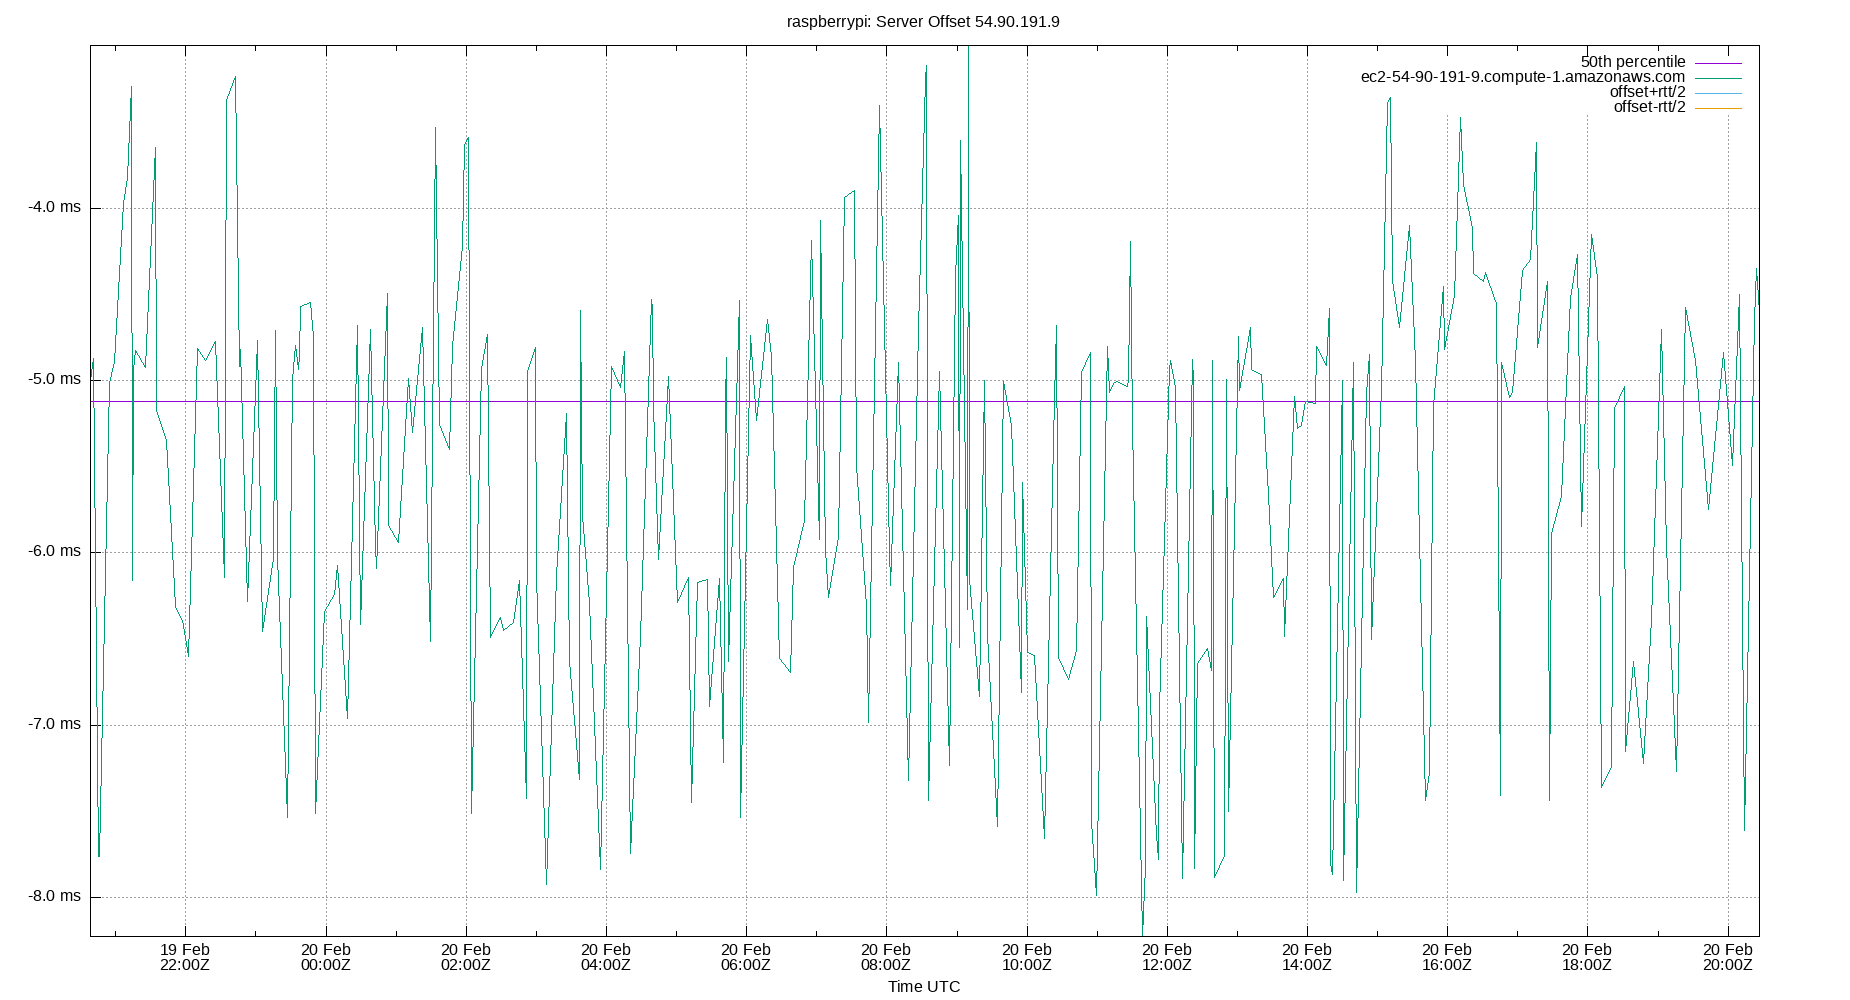 raspberrypi: Server Offset 54.90.191.9
50th percentile
ec2-54-90-191-9.compute-1.amazonaws.com
offset+rtt/2
offset-rtt/2
-4.0 ms
-5.0 ms
-6.0 ms
-7.0 ms
-8.0 ms
19 Feb 20 Feb 20 Feb 20 Feb 20 Feb 20 Feb 20 Feb 20 Feb 20 Feb 20 Feb 20 Feb 20 Feb
22:00Z 00:00Z 02:00Z 04:00Z 06:00Z 08:00Z 10:00Z 12:00Z 14:00Z 16:00Z 18:00Z 20:00Z
Time UTC